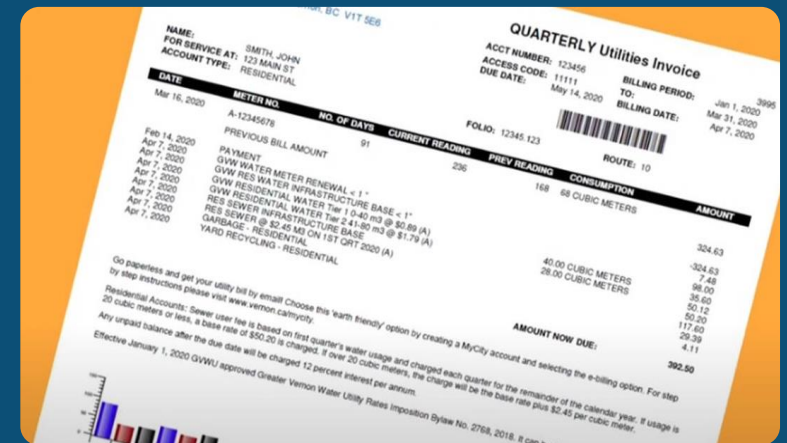 on, BC V1T 5E6
QUARTERLY Utilities Invoice
NAME: SMITH, JOHN
FOR SERVICE AT: 123 MAIN ST
ACCOUNT TYPE: RESIDENTIAL
ACCT NUMBER: 123456
ACCESS CODE: 11111
DUE DATE: May 14, 2020
3995
BILLING PERIOD: Jan 1, 2020
TO: Mar 31, 2020
BILLING DATE: Apr 7, 2020
FOLIO: 12345.123
ROUTE: 10
DATE METER NO. NO. OF DAYS CURRENT READING PREV READING CONSUMPTION AMOUNT
Mar 16, 2020 A-12345678 91 236 168 68 CUBIC METERS
PREVIOUS BILL AMOUNT 324.63
Feb 14, 2020 PAYMENT -324.63
Apr 7, 2020 GVW WATER METER RENEWAL < 1" 7.48
Apr 7, 2020 GVW RES WATER INFRASTRUCTURE BASE < 1" 98.00
Apr 7, 2020 GVW RESIDENTIAL WATER Tier 1 0-40 m3 @ $0.89 (A) 40.00 CUBIC METERS 35.60
Apr 7, 2020 GVW RESIDENTIAL WATER Tier 2 41-80 m3 @ $1.79 (A) 28.00 CUBIC METERS 50.12
Apr 7, 2020 RES SEWER INFRASTRUCTURE BASE 50.20
Apr 7, 2020 RES SEWER @ $2.45 M3 ON 1ST QRT 2020 (A) 117.60
Apr 7, 2020 GARBAGE - RESIDENTIAL 29.39
Apr 7, 2020 YARD RECYCLING - RESIDENTIAL 4.11
AMOUNT NOW DUE: 392.50
Go paperless and get your utility bill by email! Choose this 'earth friendly' option by creating a MyCity account and selecting the e-billing option. For step
by step instructions please visit www.vernon.ca/mycity.
Residential Accounts: Sewer user fee is based on first quarter's water usage and charged each quarter for the remainder of the calendar year. If usage is
20 cubic meters or less, a base rate of $50.20 is charged. If over 20 cubic meters, the charge will be the base rate plus $2.45 per cubic meter.
Any unpaid balance after the due date will be charged 12 percent interest per annum.
Effective January 1, 2020 GVWU approved Greater Vernon Water Utility Rates Imposition Bylaw No. 2768, 2018. It can